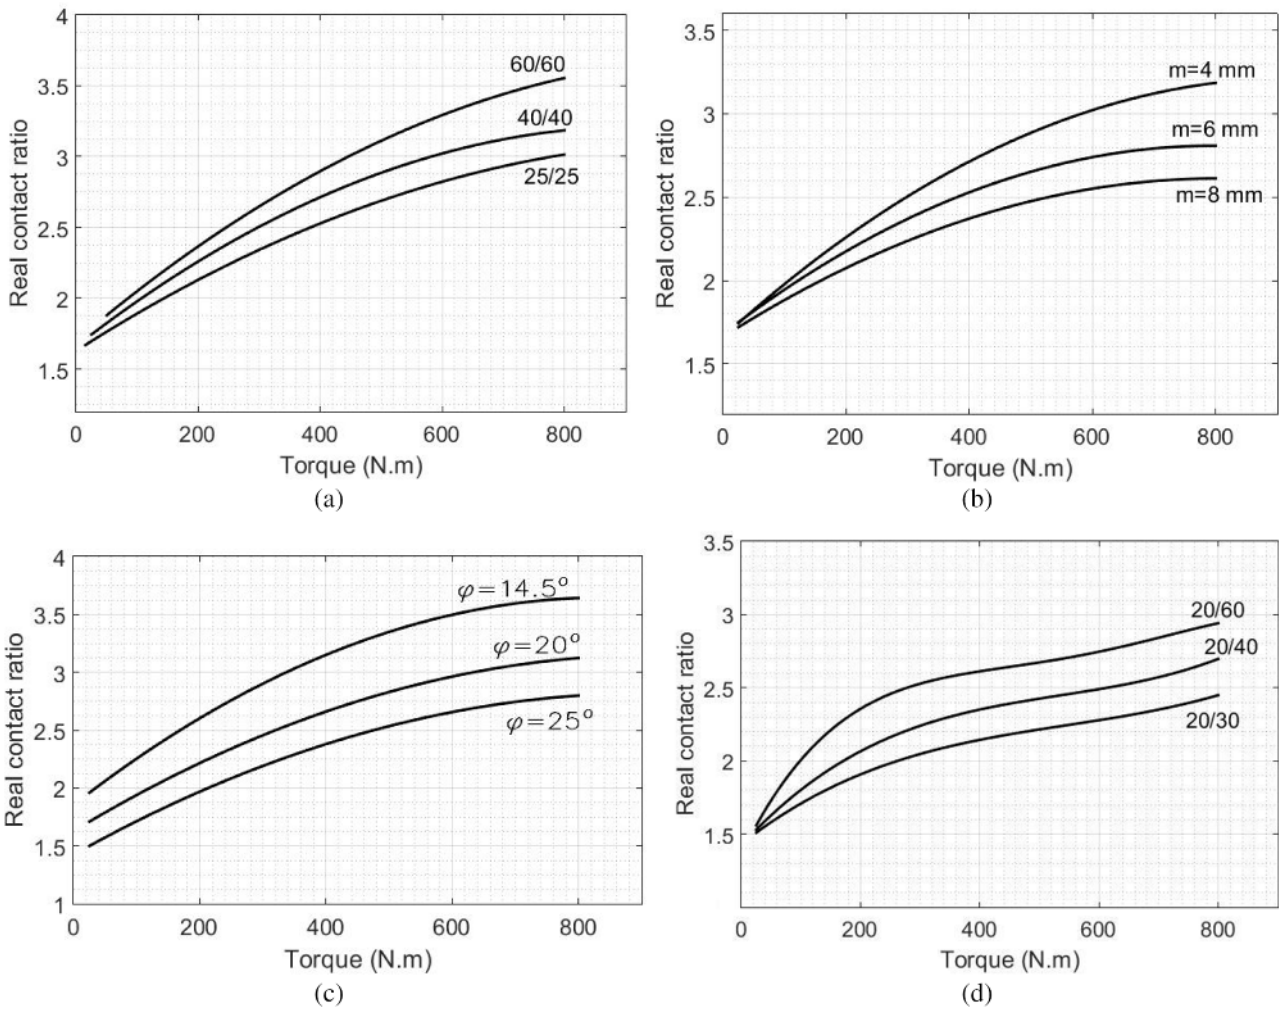 4
3.5
3
2.5
2
1.5
60/60
40/40
25/25
Real contact ratio
0 200 400 600 800
Torque (N.m)
(a)
3.5
3
2.5
2
1.5
m=4 mm
m=6 mm
m=8 mm
Real contact ratio
0 200 400 600 800
Torque (N.m)
(b)
4
3.5
3
2.5
2
1.5
1
φ=14.5°
φ=20°
φ=25°
Real contact ratio
0 200 400 600 800
Torque (N.m)
(c)
3.5
3
2.5
2
1.5
20/60
20/40
20/30
Real contact ratio
0 200 400 600 800
Torque (N.m)
(d)